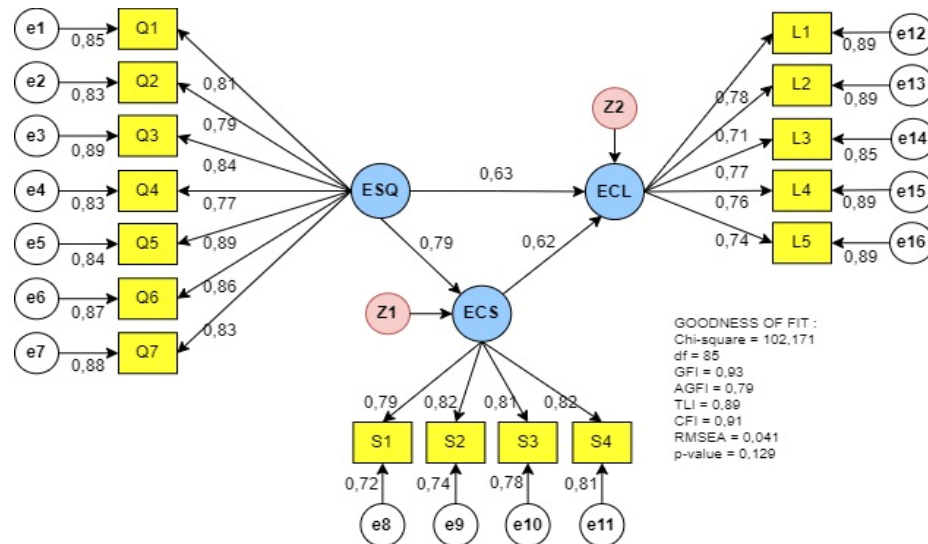 e1 0,85 Q1
e2 0,83 Q2
e3 0,89 Q3
e4 0,83 Q4
e5 0,84 Q5
e6 0,87 Q6
e7 0,88 Q7
0,81
0,79
0,84
0,77
0,89
0,86
0,83
ESQ
0,63
0,79
Z2
ECL
0,62
Z1
ECS
0,78
0,71
0,77
0,76
0,74
L1 0,89 e12
L2 0,89 e13
L3 0,85 e14
L4 0,89 e15
L5 0,89 e16
0,79 0,82 0,81 0,82
S1 S2 S3 S4
0,72 0,74 0,78 0,81
e8 e9 e10 e11
GOODNESS OF FIT :
Chi-square = 102,171
df = 85
GFI = 0,93
AGFI = 0,79
TLI = 0,89
CFI = 0,91
RMSEA = 0,041
p-value = 0,129